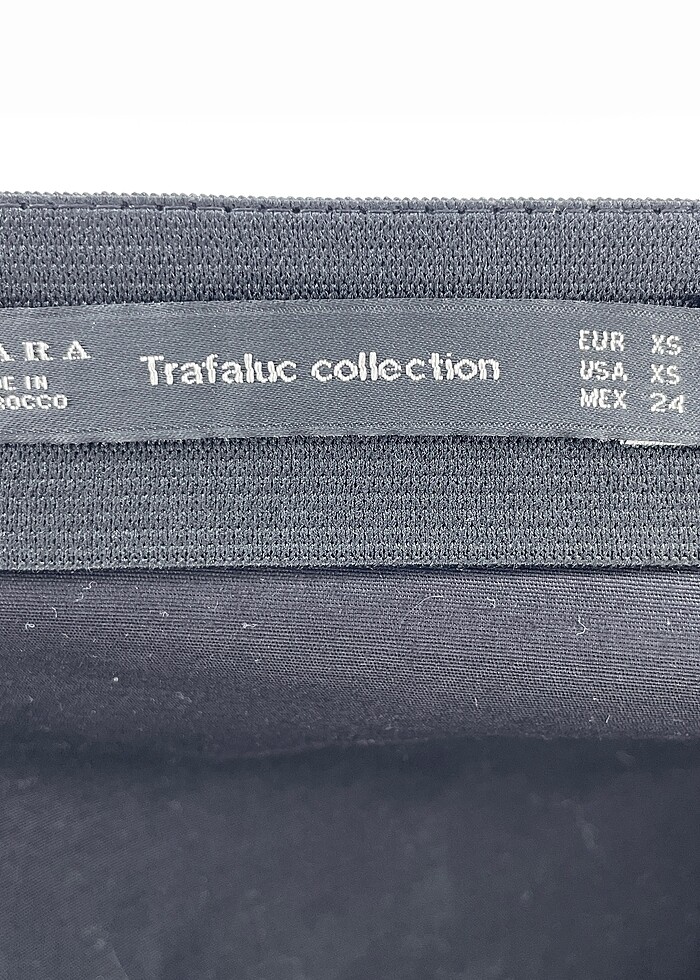 ARA
DE IN
ROCCO
Trafaluc collection
EUR XS
USA XS
MEX 24